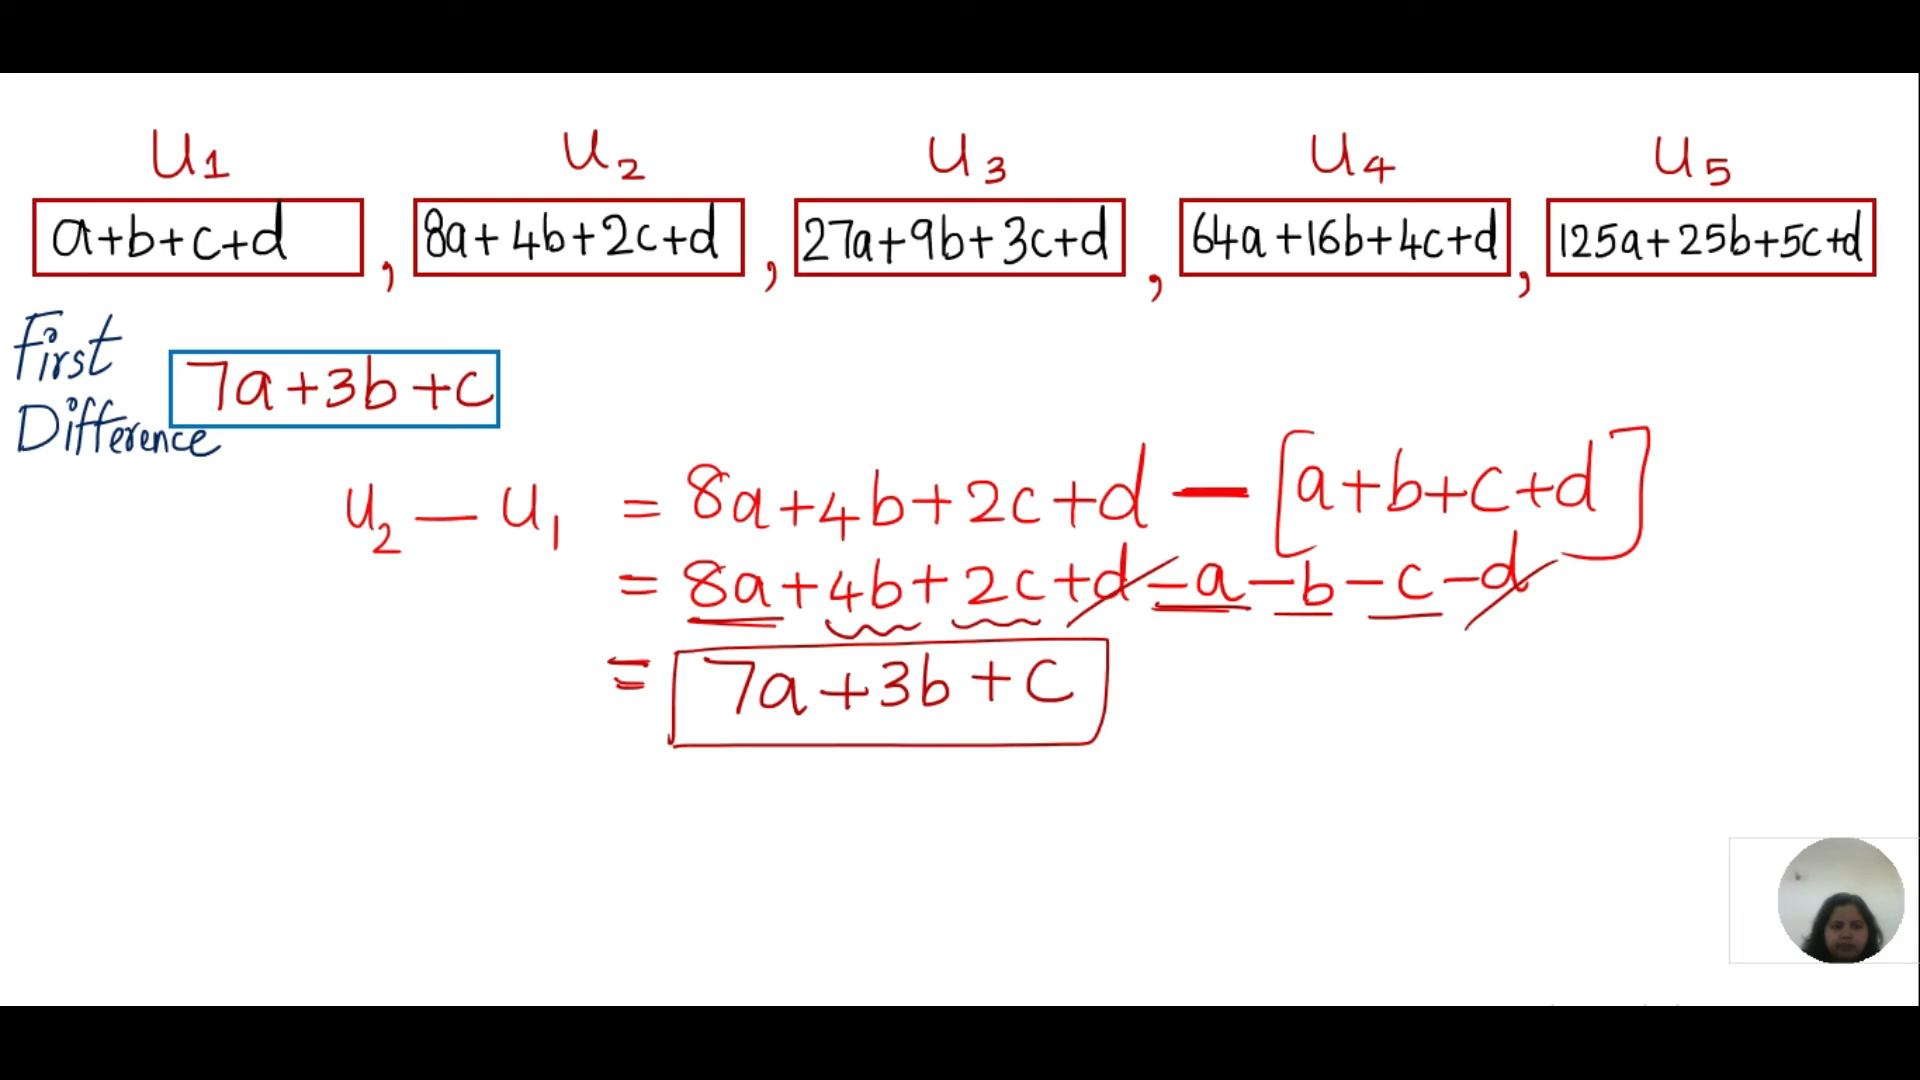 U₁ U₂ U₃ U₄ U₅
a+b+c+d , 8a+4b+2c+d , 27a+9b+3c+d , 64a+16b+4c+d , 125a+25b+5c+d
First
Difference
7a+3b+c
U₂ — U₁ = 8a+4b+2c+d — [a+b+c+d]
= 8a+4b+2c+d-a-b-c-d
= 7a+3b+c